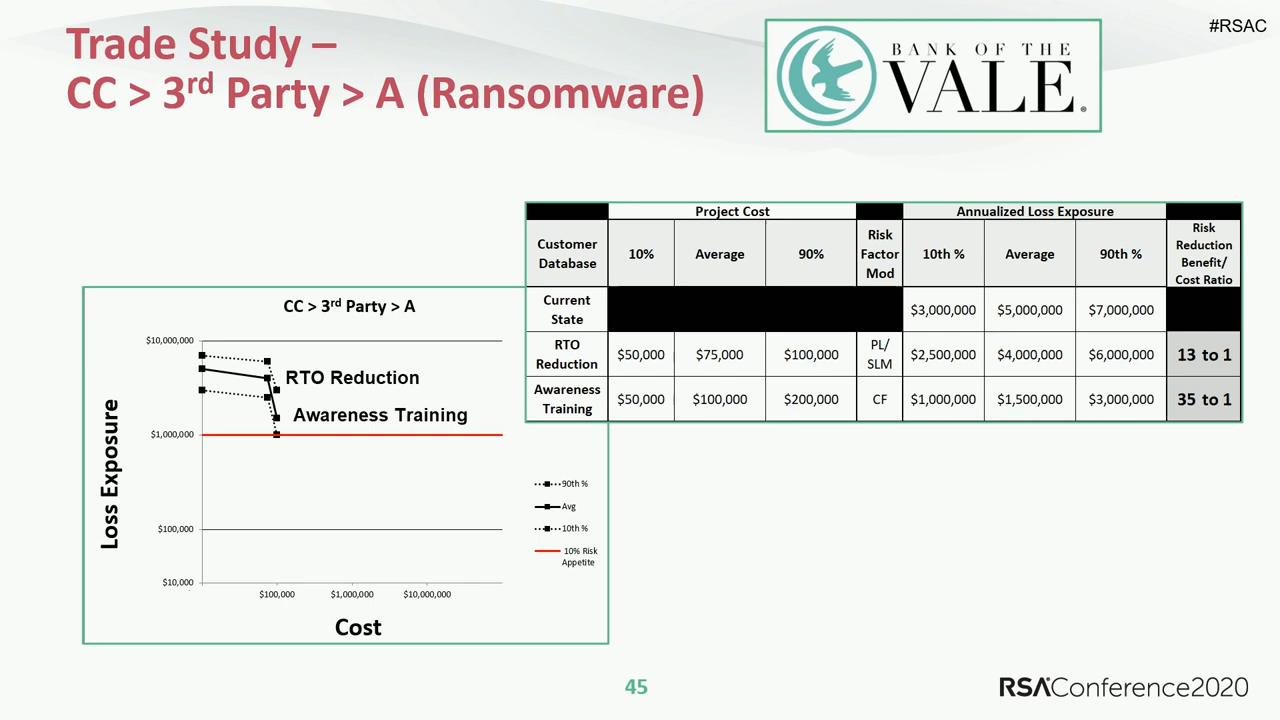 #RSAC
Trade Study –
CC > 3rd Party > A (Ransomware)
BANK OF THE
VALE®
Project Cost
Annualized Loss Exposure
Customer Database
10%
Average
90%
Risk Factor Mod
10th %
Average
90th %
Risk Reduction Benefit/ Cost Ratio
Current State
$3,000,000
$5,000,000
$7,000,000
RTO Reduction
$50,000
$75,000
$100,000
PL/ SLM
$2,500,000
$4,000,000
$6,000,000
13 to 1
Awareness Training
$50,000
$100,000
$200,000
CF
$1,000,000
$1,500,000
$3,000,000
35 to 1
CC > 3rd Party > A
$10,000,000
RTO Reduction
Awareness Training
$1,000,000
$100,000
$10,000
Loss Exposure
90th %
Avg
10th %
10% Risk
Appetite
$100,000
$1,000,000
$10,000,000
Cost
45
RSAConference2020